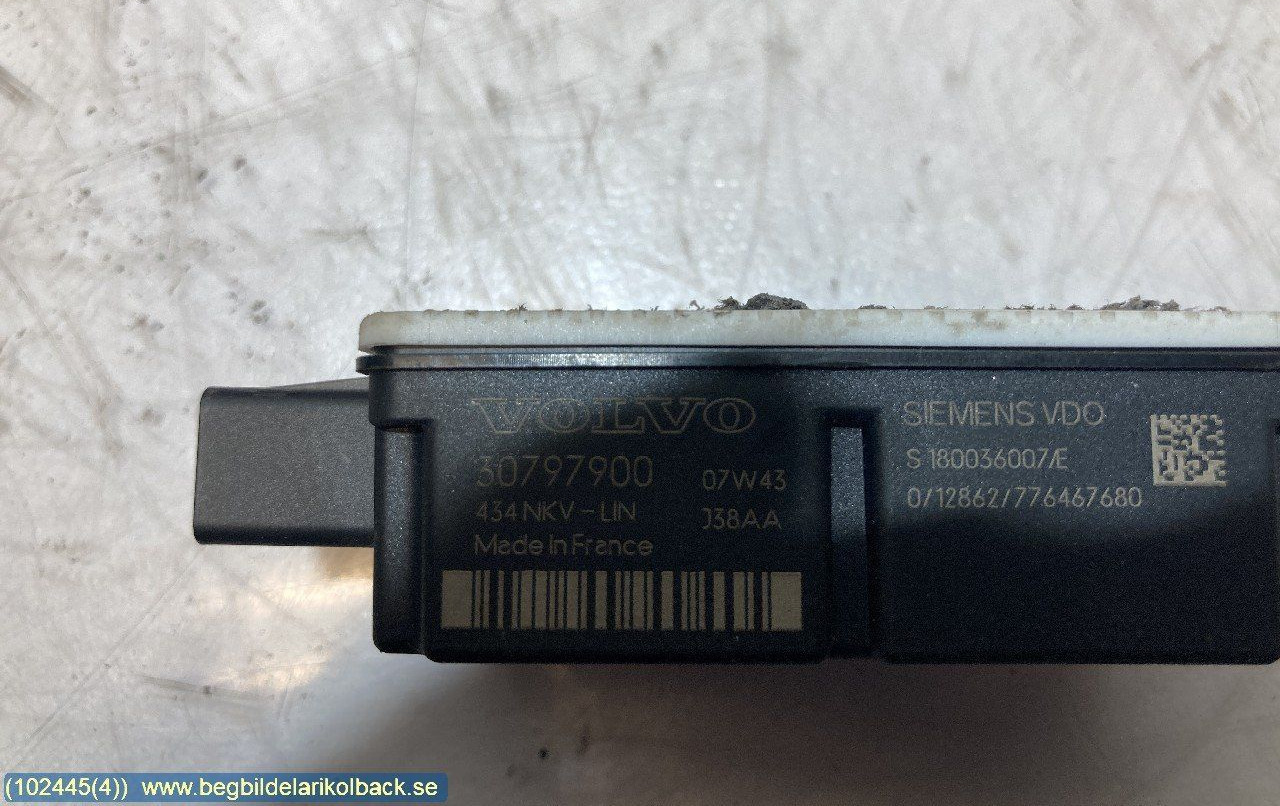 VOLVO
30797900 07W43
434 NKV-LIN J38AA
Made In France
SIEMENS VDO
S 180036007/E
0/12862/776467680
(102445(4)) www.begbildelarikolback.se